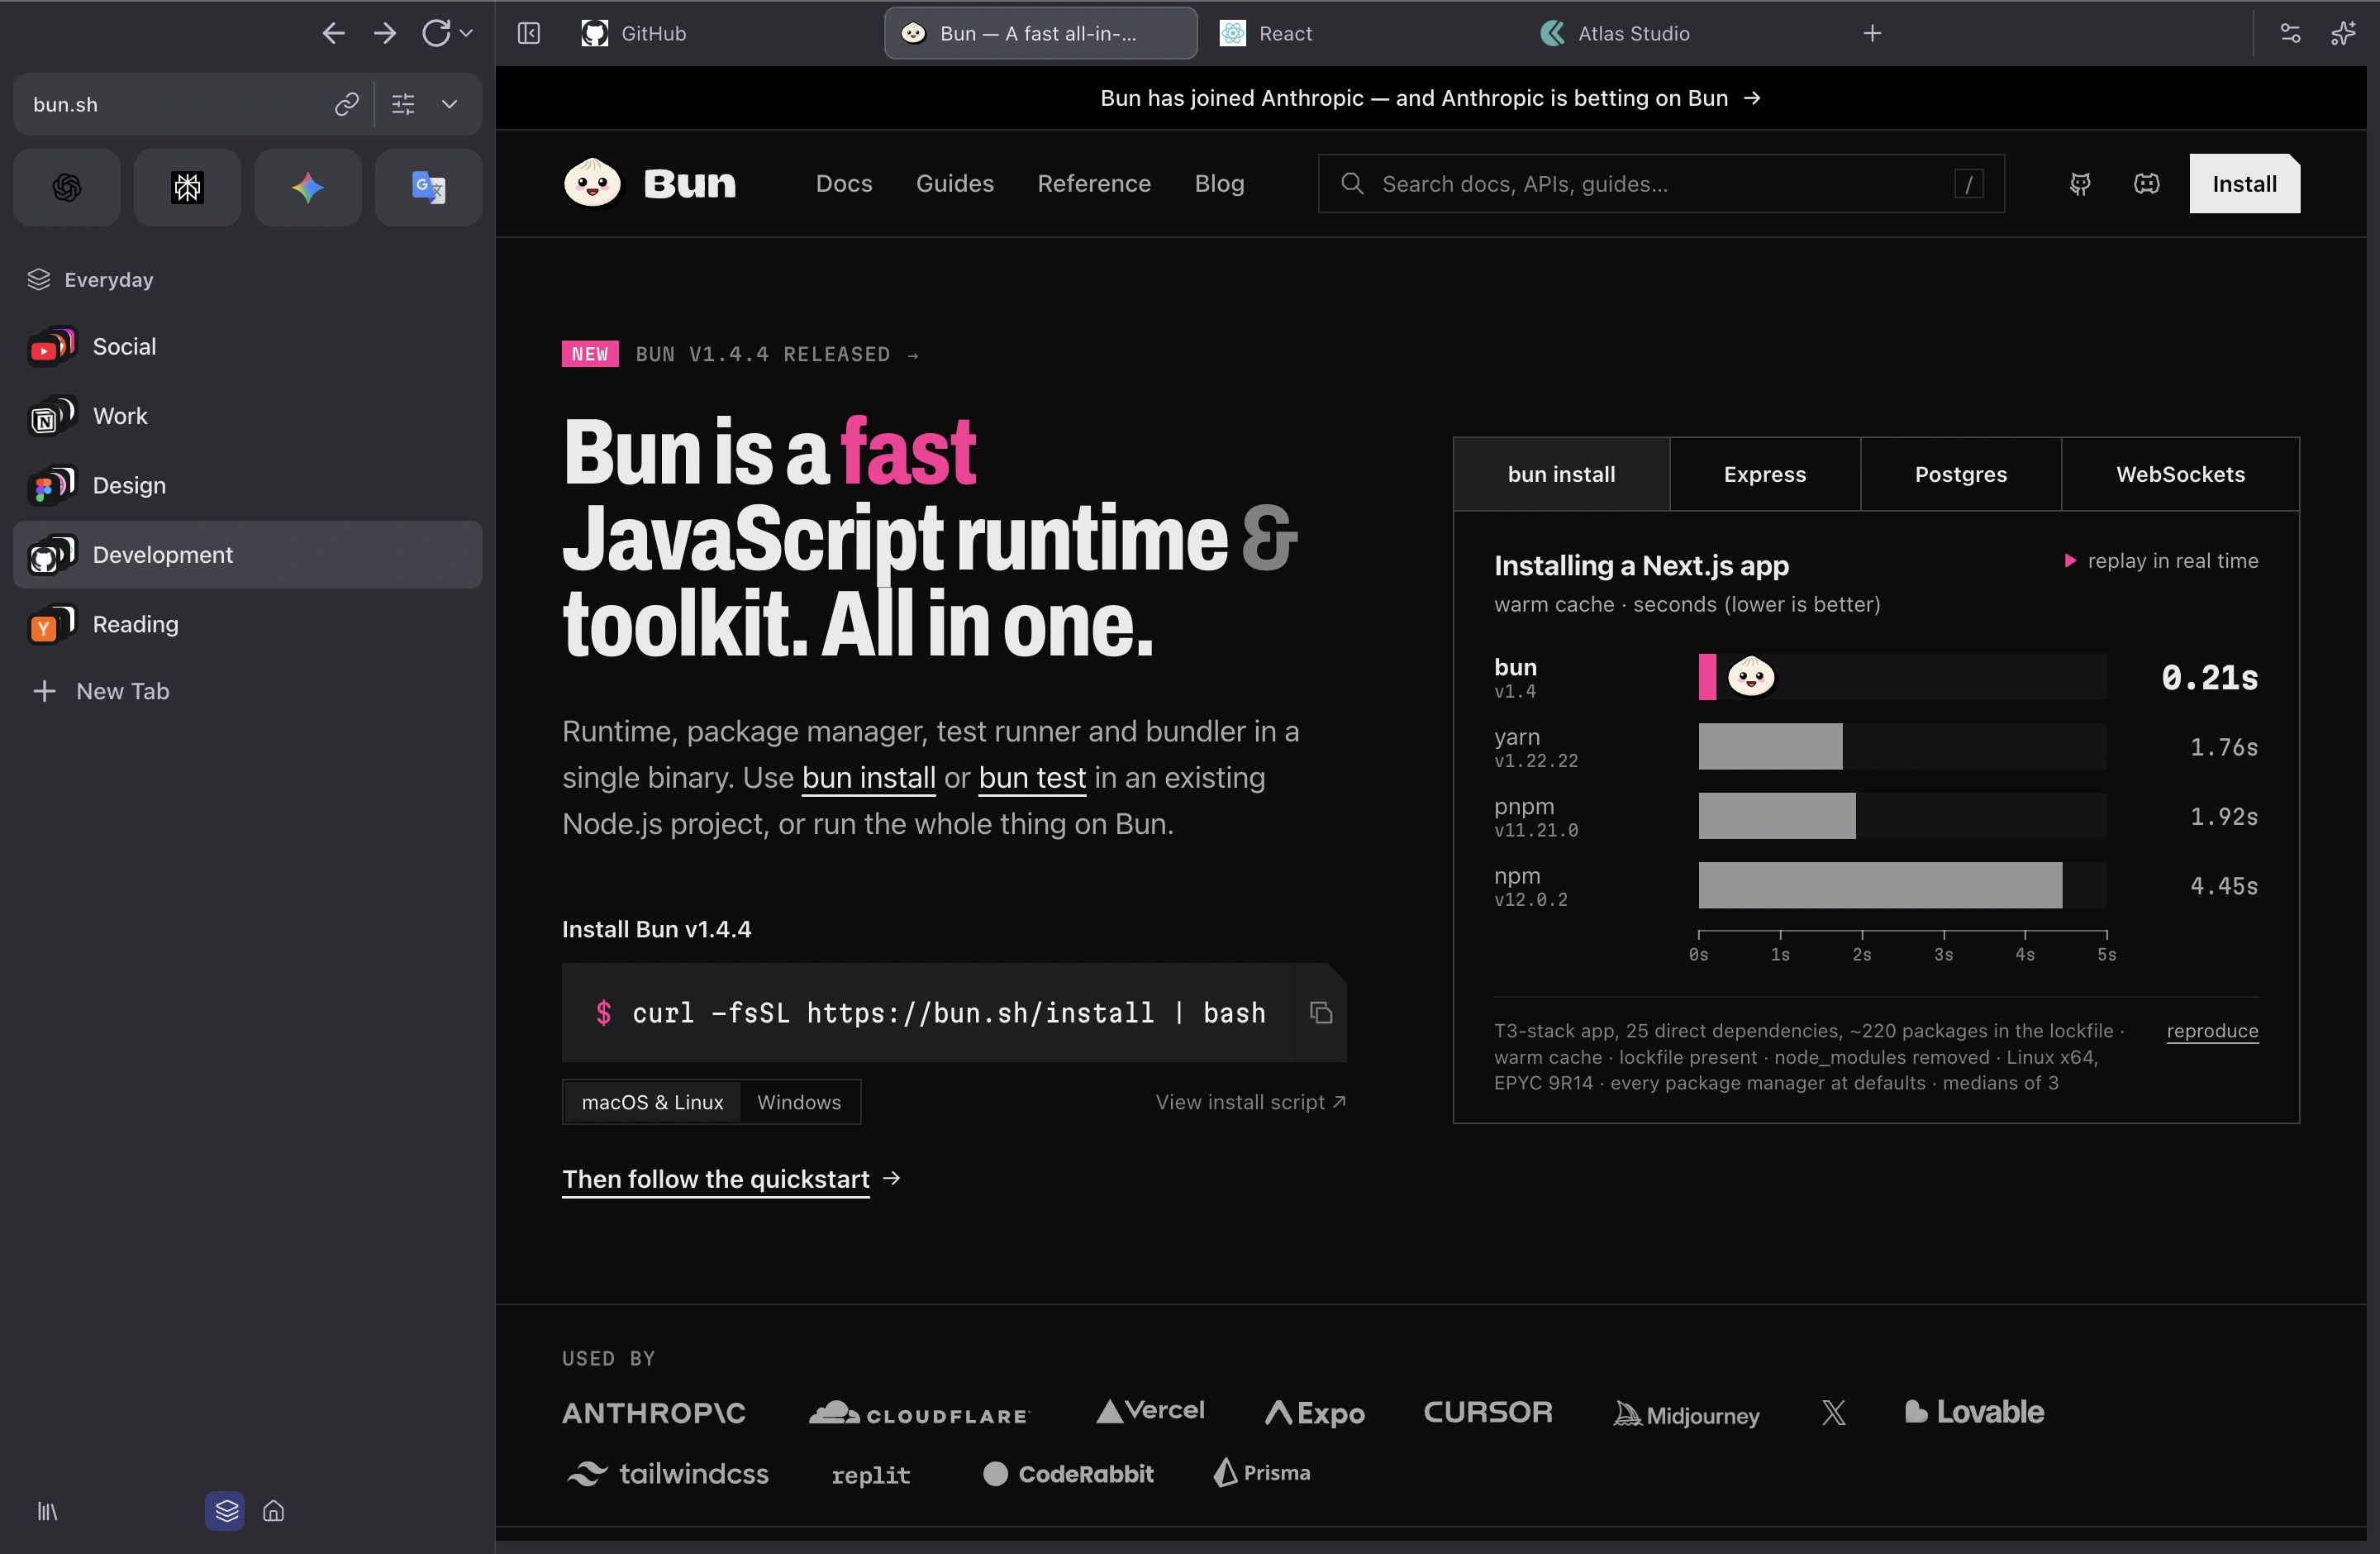 GitHub
Bun — A fast all-in-...
React
Atlas Studio
bun.sh
Everyday
Social
Work
Design
Development
Reading
New Tab
Bun has joined Anthropic — and Anthropic is betting on Bun →
Bun
Docs
Guides
Reference
Blog
Search docs, APIs, guides...
/
Install
NEW BUN V1.4.4 RELEASED →
Bun is a fast
JavaScript runtime &
toolkit. All in one.
Runtime, package manager, test runner and bundler in a
single binary. Use bun install or bun test in an existing
Node.js project, or run the whole thing on Bun.
Install Bun v1.4.4
$ curl -fsSL https://bun.sh/install | bash
macOS & Linux
Windows
View install script ↗
Then follow the quickstart →
bun install
Express
Postgres
WebSockets
Installing a Next.js app
replay in real time
warm cache · seconds (lower is better)
bun
v1.4
0.21s
yarn
v1.22.22
1.76s
pnpm
v11.21.0
1.92s
npm
v12.0.2
4.45s
0s 1s 2s 3s 4s 5s
T3-stack app, 25 direct dependencies, ~220 packages in the lockfile ·
warm cache · lockfile present · node_modules removed · Linux x64,
EPYC 9R14 · every package manager at defaults · medians of 3
reproduce
USED BY
ANTHROP\C
CLOUDFLARE
Vercel
Expo
CURSOR
Midjourney
X
Lovable
tailwindcss
replit
CodeRabbit
Prisma